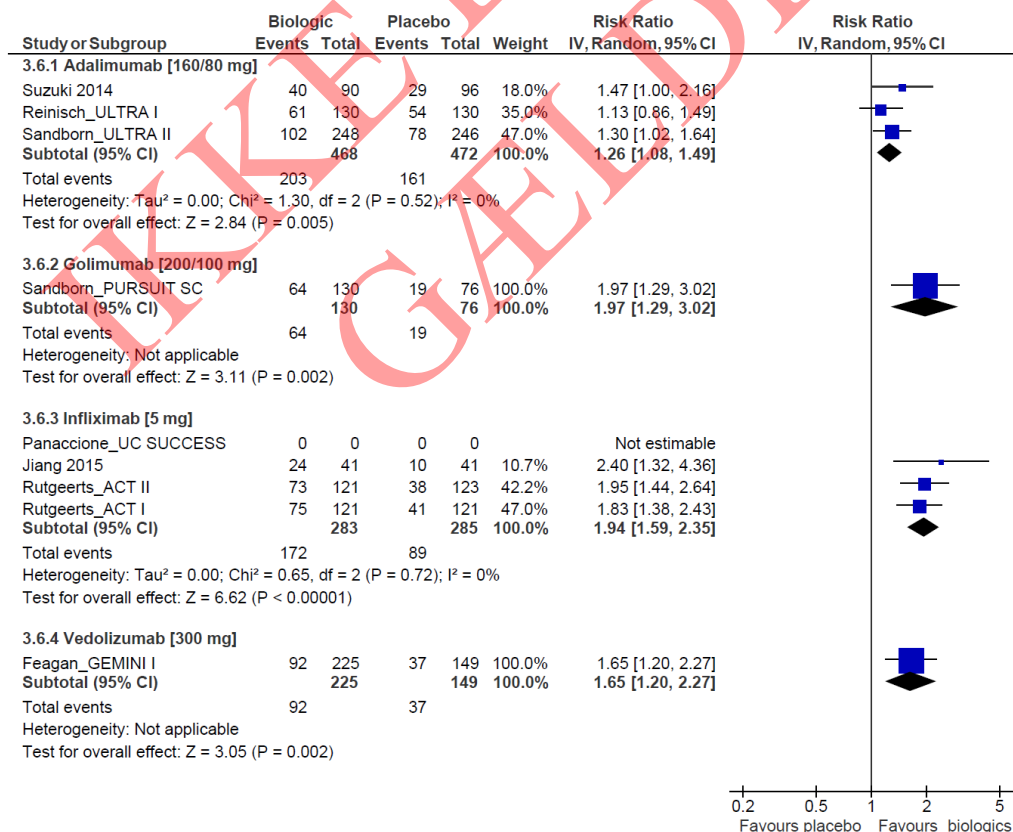 Biologic Placebo Risk Ratio Risk Ratio
Study or Subgroup Events Total Events Total Weight IV, Random, 95% CI IV, Random, 95% CI
3.6.1 Adalimumab [160/80 mg]
Suzuki 2014 40 90 29 96 18.0% 1.47 [1.00, 2.16]
Reinisch_ULTRA I 61 130 54 130 35.0% 1.13 [0.86, 1.49]
Sandborn_ULTRA II 102 248 78 246 47.0% 1.30 [1.02, 1.64]
Subtotal (95% CI) 468 472 100.0% 1.26 [1.08, 1.49]
Total events 203 161
Heterogeneity: Tau² = 0.00; Chi² = 1.30, df = 2 (P = 0.52); I² = 0%
Test for overall effect: Z = 2.84 (P = 0.005)
3.6.2 Golimumab [200/100 mg]
Sandborn_PURSUIT SC 64 130 19 76 100.0% 1.97 [1.29, 3.02]
Subtotal (95% CI) 130 76 100.0% 1.97 [1.29, 3.02]
Total events 64 19
Heterogeneity: Not applicable
Test for overall effect: Z = 3.11 (P = 0.002)
3.6.3 Infliximab [5 mg]
Panaccione_UC SUCCESS 0 0 0 0 Not estimable
Jiang 2015 24 41 10 41 10.7% 2.40 [1.32, 4.36]
Rutgeerts_ACT II 73 121 38 123 42.2% 1.95 [1.44, 2.64]
Rutgeerts_ACT I 75 121 41 121 47.0% 1.83 [1.38, 2.43]
Subtotal (95% CI) 283 285 100.0% 1.94 [1.59, 2.35]
Total events 172 89
Heterogeneity: Tau² = 0.00; Chi² = 0.65, df = 2 (P = 0.72); I² = 0%
Test for overall effect: Z = 6.62 (P < 0.00001)
3.6.4 Vedolizumab [300 mg]
Feagan_GEMINI I 92 225 37 149 100.0% 1.65 [1.20, 2.27]
Subtotal (95% CI) 225 149 100.0% 1.65 [1.20, 2.27]
Total events 92 37
Heterogeneity: Not applicable
Test for overall effect: Z = 3.05 (P = 0.002)
0.2 0.5 1 2 5
Favours placebo Favours biologics
IKKE
GÆLD